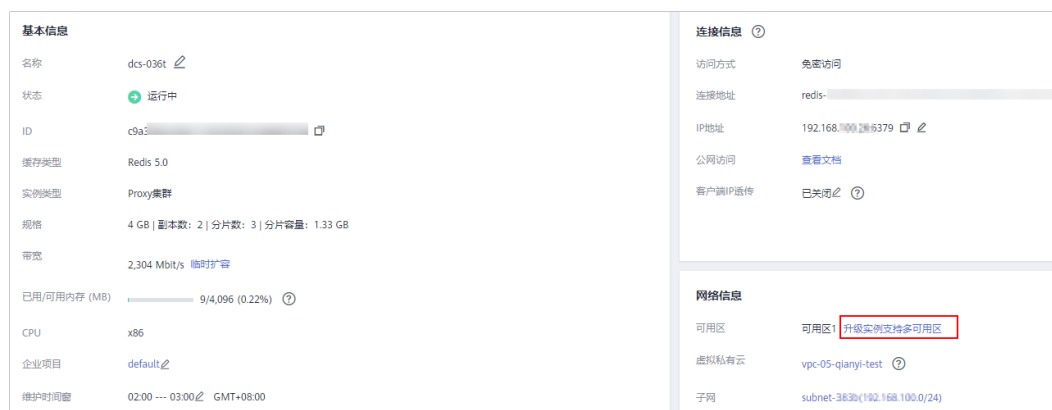 基本信息
名称 dcs-036t
状态 运行中
ID c9a3
缓存类型 Redis 5.0
实例类型 Proxy集群
规格 4 GB | 副本数：2 | 分片数：3 | 分片容量：1.33 GB
带宽 2,304 Mbit/s 临时扩容
已用/可用内存 (MB) 9/4,096 (0.22%)
CPU x86
企业项目 default
维护时间窗 02:00 --- 03:00 GMT+08:00
连接信息
访问方式 免密访问
连接地址 redis-
IP地址 192.168. 6379
公网访问 查看文档
客户端IP透传 已关闭
网络信息
可用区 可用区1 升级实例支持多可用区
虚拟私有云 vpc-05-qianyi-test
子网 subnet-383b(192.168.100.0/24)